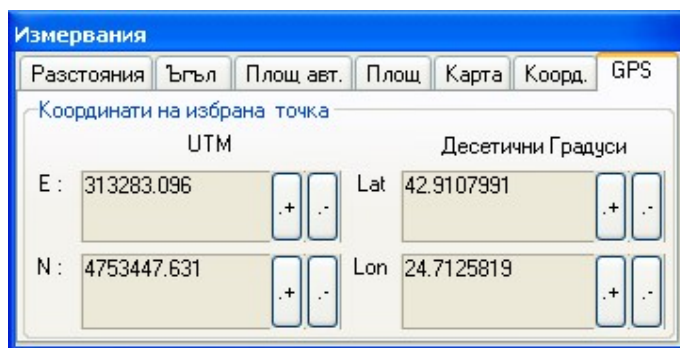 Измервания
Разстояния Ъгъл Площ авт. Площ Карта Коорд. GPS
Координати на избрана точка
UTM Десетични Градуси
E : 313283.096 .+ .- Lat 42.9107991 .+ .-
N : 4753447.631 .+ .- Lon 24.7125819 .+ .-